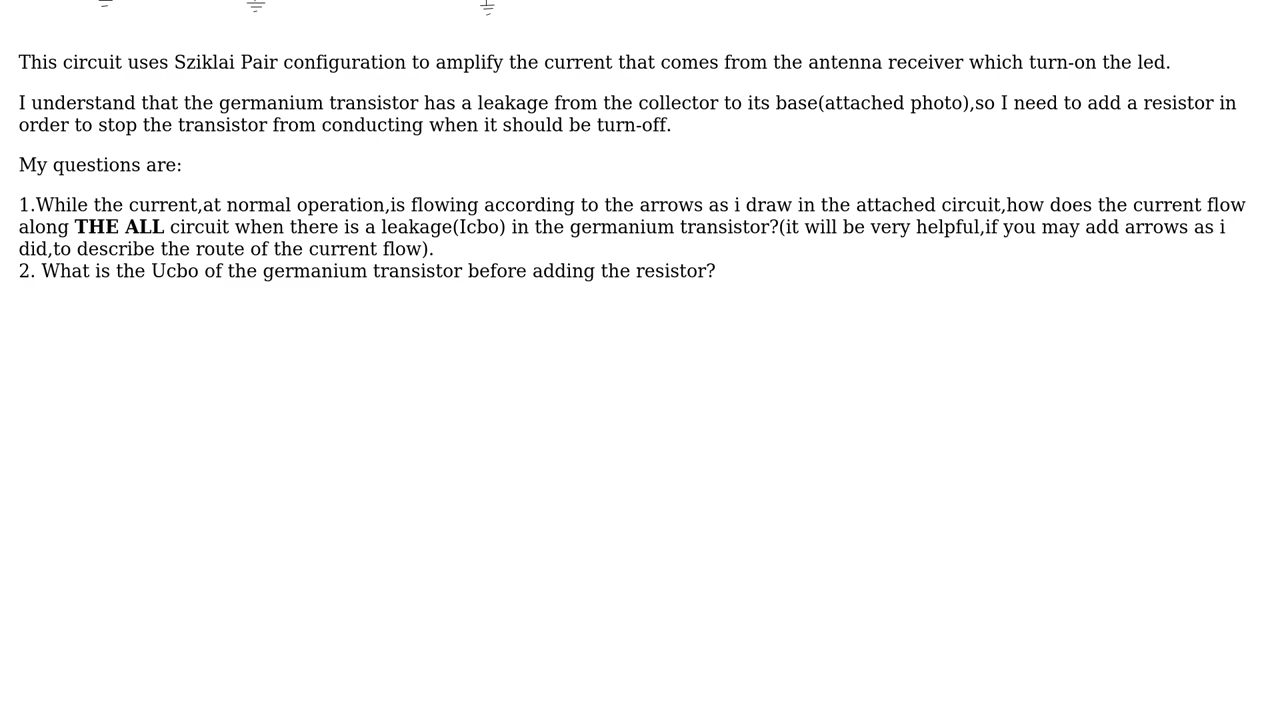 This circuit uses Sziklai Pair configuration to amplify the current that comes from the antenna receiver which turn-on the led.
I understand that the germanium transistor has a leakage from the collector to its base(attached photo),so I need to add a resistor in
order to stop the transistor from conducting when it should be turn-off.
My questions are:
1.While the current,at normal operation,is flowing according to the arrows as i draw in the attached circuit,how does the current flow
along THE ALL circuit when there is a leakage(Icbo) in the germanium transistor?(it will be very helpful,if you may add arrows as i
did,to describe the route of the current flow).
2. What is the Ucbo of the germanium transistor before adding the resistor?